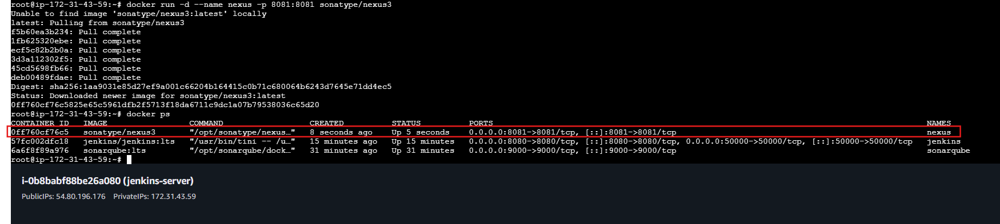 root@ip-172-31-43-59:~# docker run -d --name nexus -p 8081:8081 sonatype/nexus3
Unable to find image 'sonatype/nexus3:latest' locally
latest: Pulling from sonatype/nexus3
f5b60ea3b234: Pull complete
1fb625320ebe: Pull complete
ecf5c82b2b0a: Pull complete
3d3a112302f5: Pull complete
45cd5698fb66: Pull complete
deb00489fdae: Pull complete
Digest: sha256:1aa9031e85d27ef9a001c66204b164415c0b71c680064b6243d7645e71dd4ec5
Status: Downloaded newer image for sonatype/nexus3:latest
0ff760cf76c5825e65c5961dfb2f5713f18da6711c9dc1a07b79538036c65d20
root@ip-172-31-43-59:~# docker ps
CONTAINER ID   IMAGE                 COMMAND                  CREATED          STATUS          PORTS                                                                                      NAMES
0ff760cf76c5   sonatype/nexus3       "/opt/sonatype/nexus…"   8 seconds ago    Up 5 seconds    0.0.0.0:8081->8081/tcp, [::]:8081->8081/tcp                                                nexus
57fc002dfc18   jenkins/jenkins:lts   "/usr/bin/tini -- /u…"   15 minutes ago   Up 15 minutes   0.0.0.0:8080->8080/tcp, [::]:8080->8080/tcp, 0.0.0.0:50000->50000/tcp, [::]:50000->50000/tcp   jenkins
6a6f8f89a976   sonarqube:lts         "/opt/sonarqube/dock…"   31 minutes ago   Up 31 minutes   0.0.0.0:9000->9000/tcp, [::]:9000->9000/tcp                                                sonarqube
root@ip-172-31-43-59:~#
i-0b8babf88be26a080 (jenkins-server)
PublicIPs: 54.80.196.176 PrivateIPs: 172.31.43.59